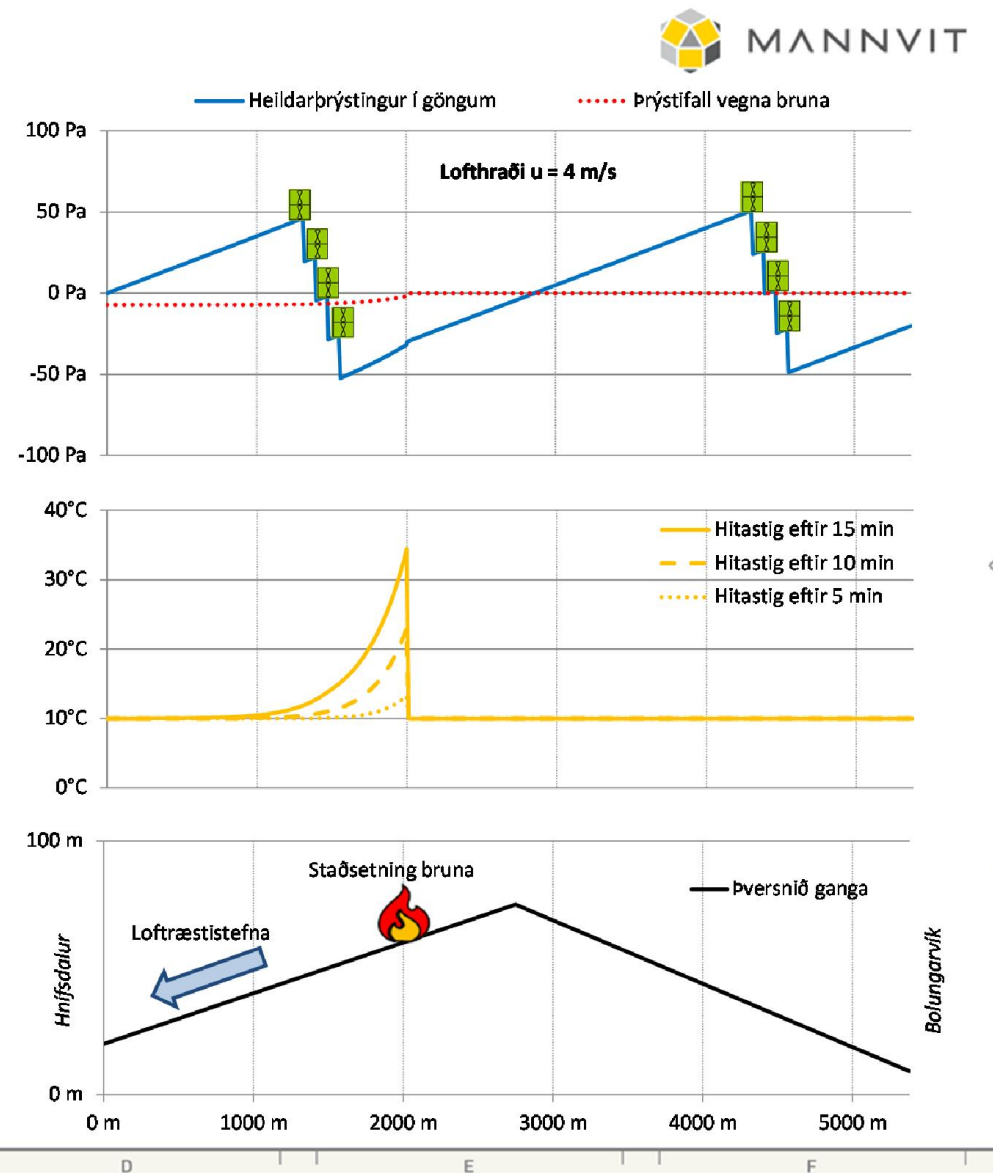 MANNVIT
Heildarþrýstingur í göngum
Þrýstifall vegna bruna
100 Pa
Lofthraði u = 4 m/s
50 Pa
0 Pa
-50 Pa
-100 Pa
40°C
Hitastig eftir 15 min
Hitastig eftir 10 min
30°C
Hitastig eftir 5 min
20°C
10°C
0°C
100 m
Staðsetning bruna
Þversnið ganga
Loftræstistefna
Hnífsdalur
Bolungarvík
0 m
0 m 1000 m 2000 m 3000 m 4000 m 5000 m
D E F